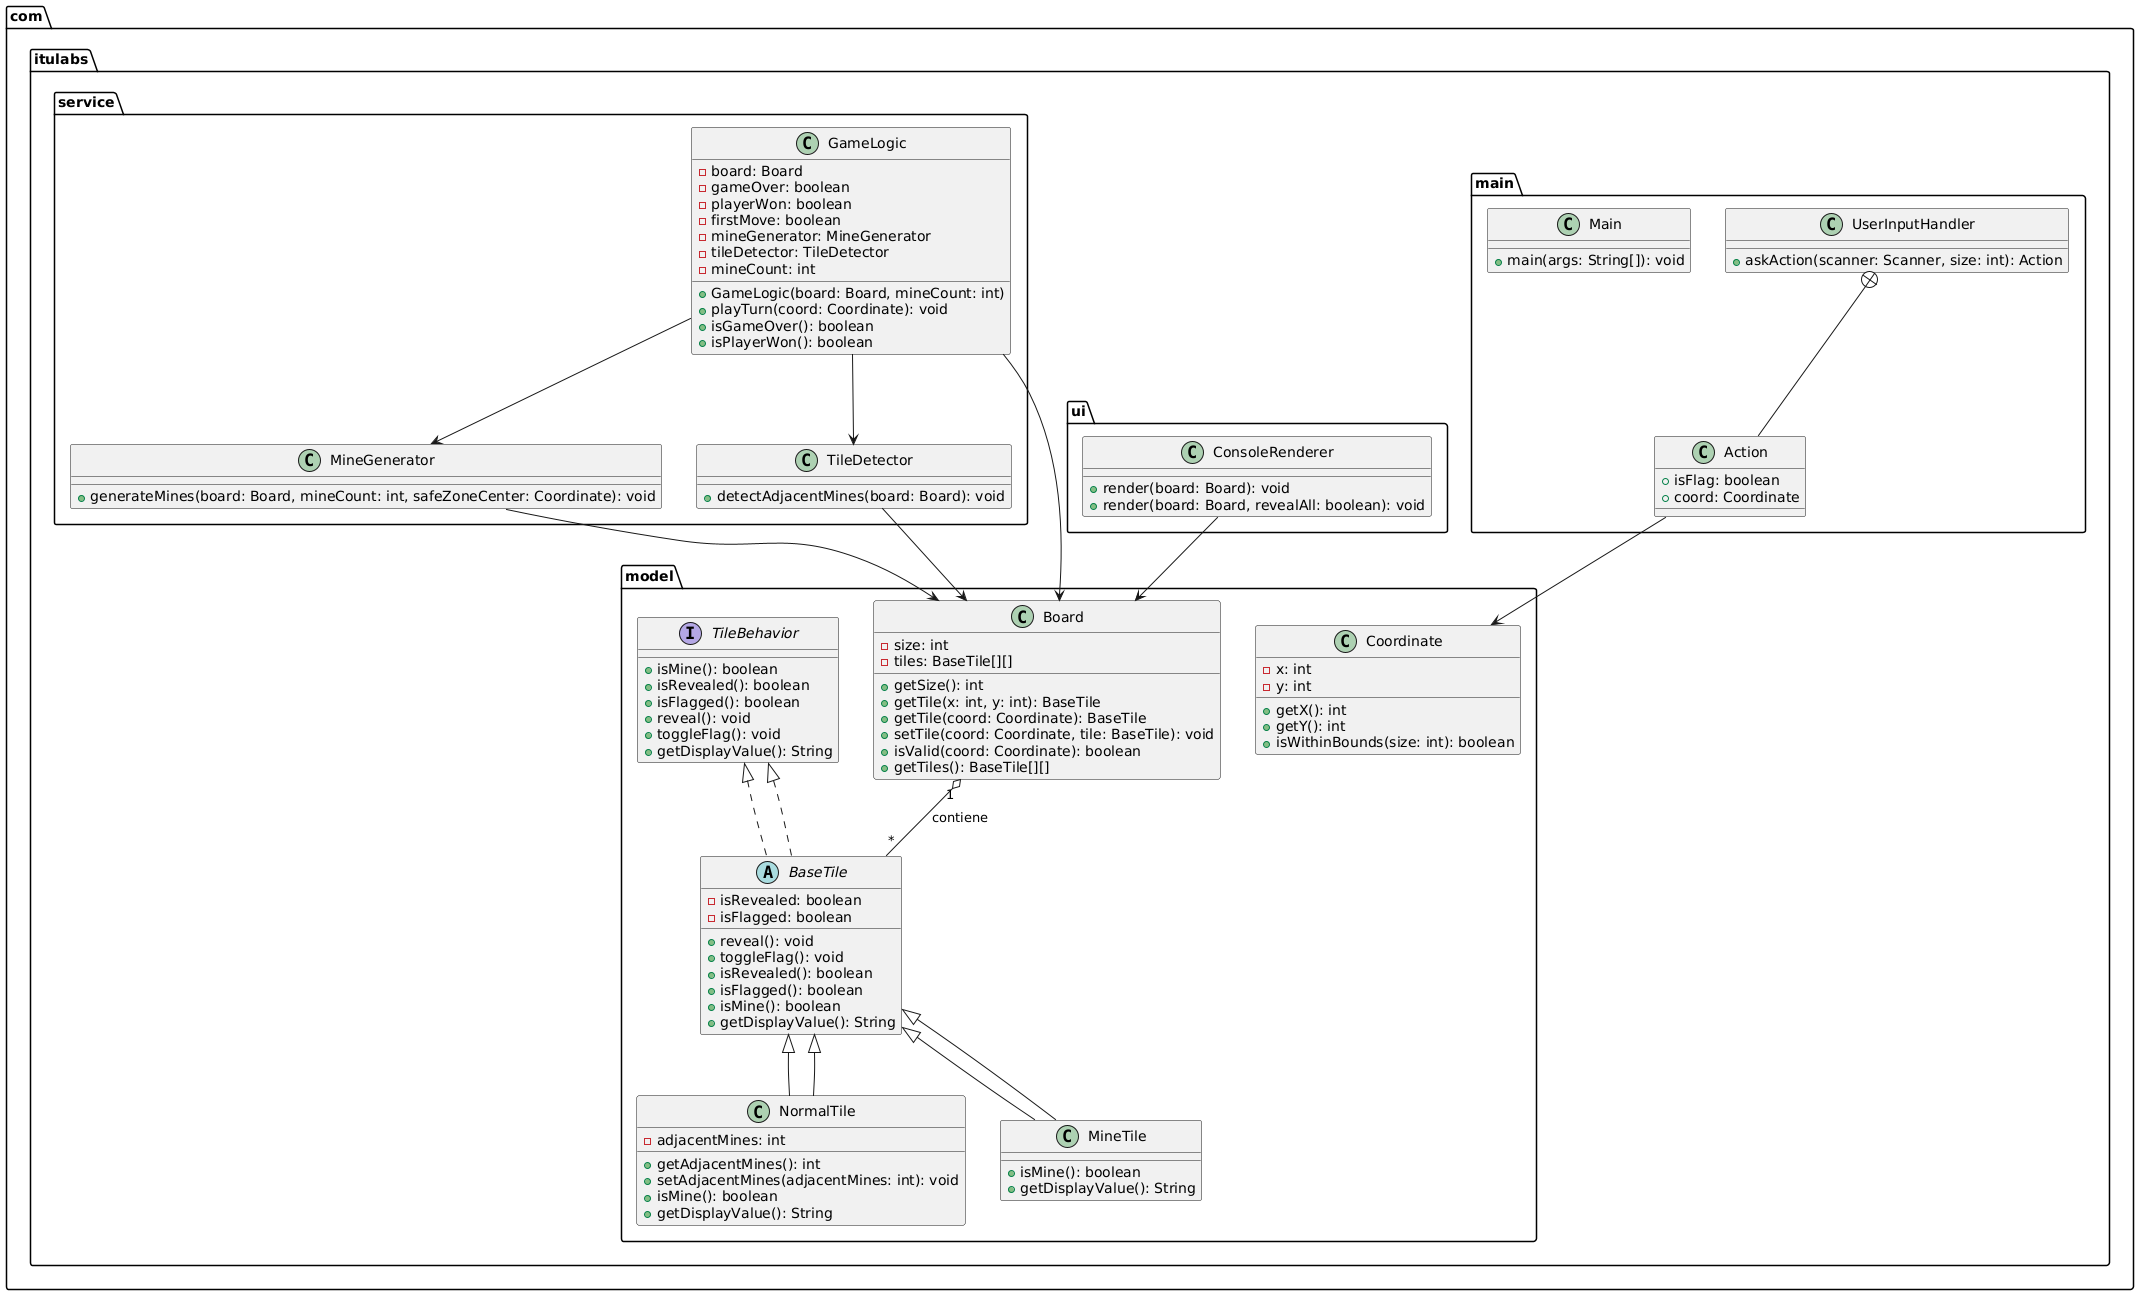 com
itulabs
service
C GameLogic
board: Board
gameOver: boolean
playerWon: boolean
firstMove: boolean
mineGenerator: MineGenerator
tileDetector: TileDetector
mineCount: int
GameLogic(board: Board, mineCount: int)
playTurn(coord: Coordinate): void
isGameOver(): boolean
isPlayerWon(): boolean
C MineGenerator
generateMines(board: Board, mineCount: int, safeZoneCenter: Coordinate): void
C TileDetector
detectAdjacentMines(board: Board): void
ui
C ConsoleRenderer
render(board: Board): void
render(board: Board, revealAll: boolean): void
main
C Main
main(args: String[]): void
C UserInputHandler
askAction(scanner: Scanner, size: int): Action
C Action
isFlag: boolean
coord: Coordinate
model
I TileBehavior
isMine(): boolean
isRevealed(): boolean
isFlagged(): boolean
reveal(): void
toggleFlag(): void
getDisplayValue(): String
C Board
size: int
tiles: BaseTile[][]
getSize(): int
getTile(x: int, y: int): BaseTile
getTile(coord: Coordinate): BaseTile
setTile(coord: Coordinate, tile: BaseTile): void
isValid(coord: Coordinate): boolean
getTiles(): BaseTile[][]
C Coordinate
x: int
y: int
getX(): int
getY(): int
isWithinBounds(size: int): boolean
1
contiene
*
A BaseTile
isRevealed: boolean
isFlagged: boolean
reveal(): void
toggleFlag(): void
isRevealed(): boolean
isFlagged(): boolean
isMine(): boolean
getDisplayValue(): String
C NormalTile
adjacentMines: int
getAdjacentMines(): int
setAdjacentMines(adjacentMines: int): void
isMine(): boolean
getDisplayValue(): String
C MineTile
isMine(): boolean
getDisplayValue(): String